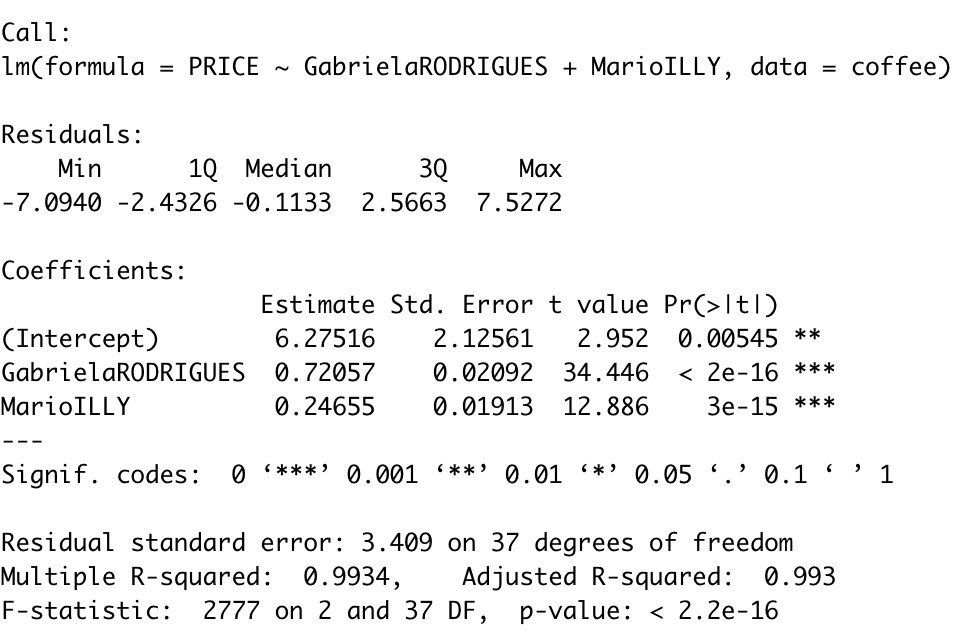 Call:
lm(formula = PRICE ~ GabrielaRODRIGUES + MarioILLY, data = coffee)
Residuals:
    Min      1Q  Median      3Q     Max
-7.0940 -2.4326 -0.1133  2.5663  7.5272
Coefficients:
                  Estimate Std. Error t value Pr(>|t|)
(Intercept)        6.27516    2.12561   2.952  0.00545 **
GabrielaRODRIGUES  0.72057    0.02092  34.446  < 2e-16 ***
MarioILLY          0.24655    0.01913  12.886    3e-15 ***
---
Signif. codes:  0 ‘***’ 0.001 ‘**’ 0.01 ‘*’ 0.05 ‘.’ 0.1 ‘ ’ 1
Residual standard error: 3.409 on 37 degrees of freedom
Multiple R-squared:  0.9934,    Adjusted R-squared:  0.993
F-statistic:  2777 on 2 and 37 DF,  p-value: < 2.2e-16